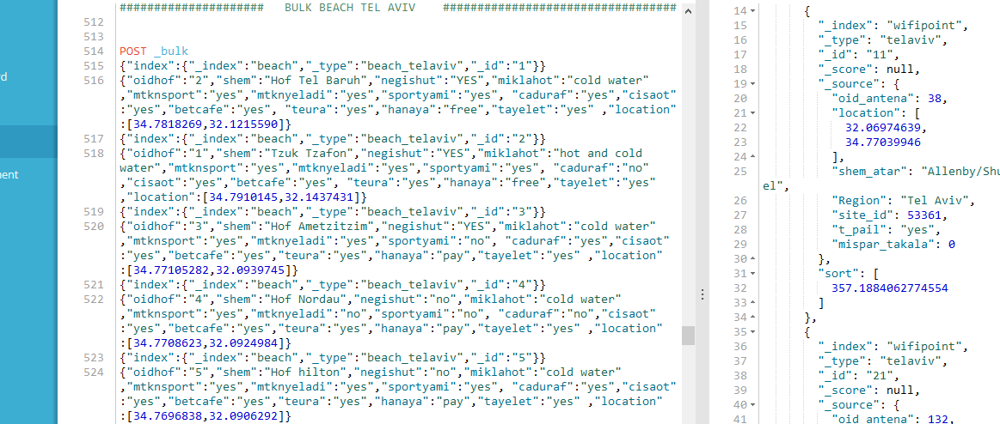 rd
ment
##################### BULK BEACH TEL AVIV ##################################
512
513
514 POST _bulk
515 {"index":{"_index":"beach","_type":"beach_telaviv","_id":"1"}}
516 {"oidhof":"2","shem":"Hof Tel Baruh","negishut":"YES","miklahot":"cold water"
,"mtknsport":"yes","mtknyeladi":"yes","sportyami":"yes", "caduraf":"yes","cisaot"
:"yes","betcafe":"yes", "teura":"yes","hanaya":"free","tayelet":"yes" ,"location"
:[34.7818269,32.1215590]}
517 {"index":{"_index":"beach","_type":"beach_telaviv","_id":"2"}}
518 {"oidhof":"1","shem":"Tzuk Tzafon","negishut":"YES","miklahot":"hot and cold
water","mtknsport":"yes","mtknyeladi":"yes","sportyami":"yes", "caduraf":"no"
,"cisaot":"yes","betcafe":"yes", "teura":"yes","hanaya":"free","tayelet":"yes"
,"location":[34.7910145,32.1437431]}
519 {"index":{"_index":"beach","_type":"beach_telaviv","_id":"3"}}
520 {"oidhof":"3","shem":"Hof Ametzitzim","negishut":"YES","miklahot":"cold water"
,"mtknsport":"yes","mtknyeladi":"yes","sportyami":"no", "caduraf":"yes","cisaot"
:"yes","betcafe":"yes","teura":"yes","hanaya":"pay","tayelet":"yes" ,"location"
:[34.77105282,32.0939745]}
521 {"index":{"_index":"beach","_type":"beach_telaviv","_id":"4"}}
522 {"oidhof":"4","shem":"Hof Nordau","negishut":"no","miklahot":"cold water"
,"mtknsport":"yes","mtknyeladi":"no","sportyami":"no", "caduraf":"no","cisaot"
:"yes","betcafe":"yes","teura":"yes","hanaya":"pay","tayelet":"yes" ,"location"
:[34.7708623,32.0924984]}
523 {"index":{"_index":"beach","_type":"beach_telaviv","_id":"5"}}
524 {"oidhof":"5","shem":"Hof hilton","negishut":"no","miklahot":"cold water"
,"mtknsport":"yes","mtknyeladi":"yes","sportyami":"yes", "caduraf":"yes","cisaot"
:"yes","betcafe":"yes","teura":"yes","hanaya":"pay","tayelet":"yes" ,"location"
:[34.7696838,32.0906292]}
14 {
15 "_index": "wifipoint",
16 "_type": "telaviv",
17 "_id": "11",
18 "_score": null,
19 "_source": {
20 "oid_antena": 38,
21 "location": [
22 32.06974639,
23 34.77039946
24 ],
25 "shem_atar": "Allenby/Shu
el",
26 "Region": "Tel Aviv",
27 "site_id": 53361,
28 "t_pail": "yes",
29 "mispar_takala": 0
30 },
31 "sort": [
32 357.1884062774554
33 ]
34 },
35 {
36 "_index": "wifipoint",
37 "_type": "telaviv",
38 "_id": "21",
39 "_score": null,
40 "_source": {
41 "oid_antena": 132,